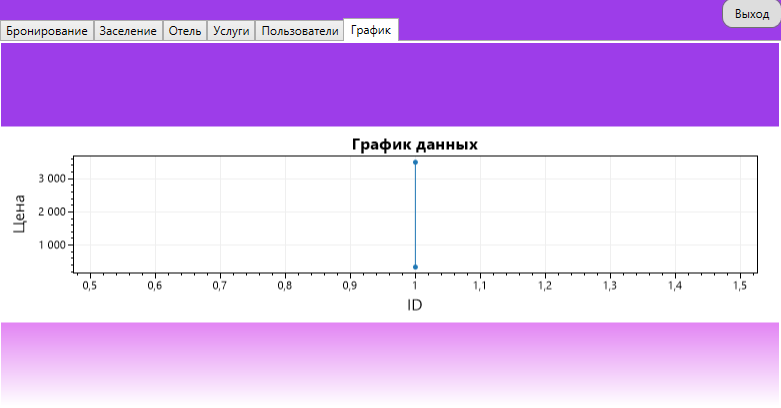 Выход
Бронирование Заселение Отель Услуги Пользователи График
График данных
Цена
3 000
2 000
1 000
0,5 0,6 0,7 0,8 0,9 1 1,1 1,2 1,3 1,4 1,5
ID